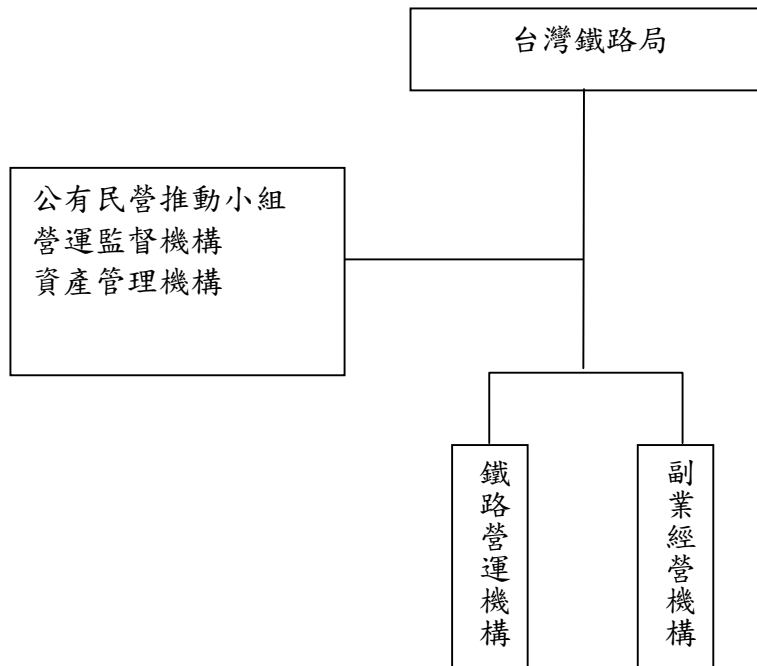 台灣鐵路局
公有民營推動小組
營運監督機構
資產管理機構
鐵路營運機構
副業經營機構